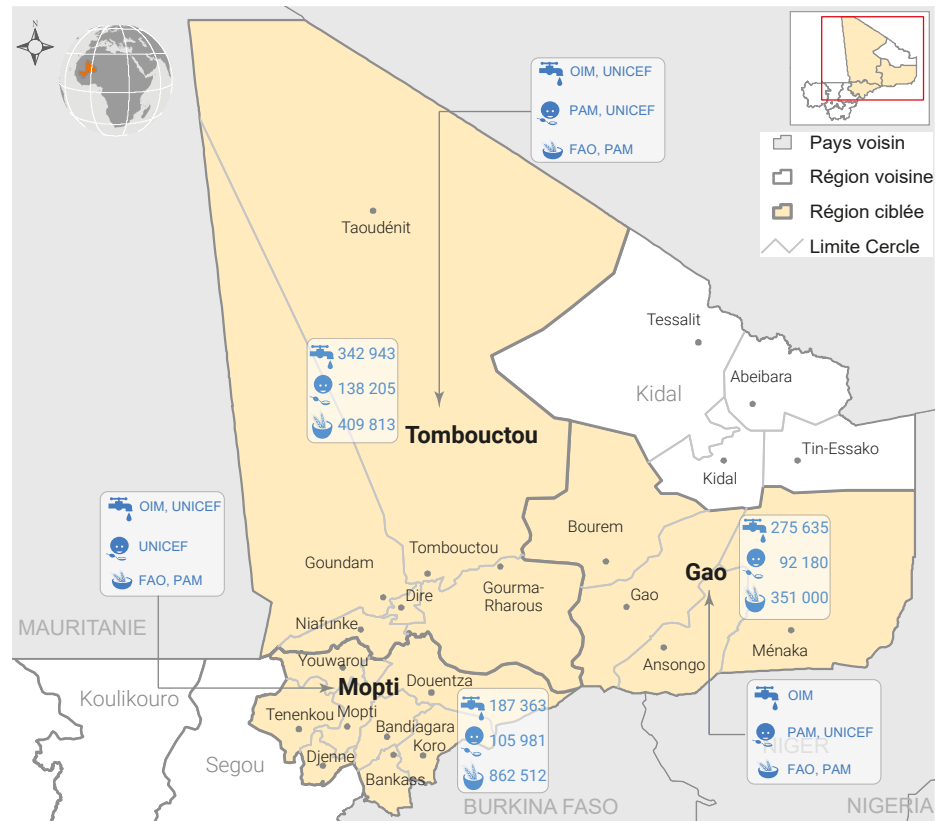 N
OIM, UNICEF
PAM, UNICEF
FAO, PAM
Pays voisin
Région voisine
Région ciblée
Limite Cercle
Taoudénit
Tessalit
Abeibara
Kidal
342 943
138 205
409 813
Tombouctou
Tin-Essako
Kidal
OIM, UNICEF
UNICEF
FAO, PAM
Bourem
275 635
92 180
351 000
Goundam
Tombouctou
Gourma-
Rharous
Gao
Gao
Dire
Niafunke
MAURITANIE
Ansongo
Ménaka
Youwarou
Mopti
Douentza
Koulikouro
Tenenkou
Mopti
Bandiagara
Koro
Djenne
Bankass
187 363
105 981
862 512
OIM
PAM, UNICEF
FAO, PAM
NIGER
Segou
BURKINA FASO
NIGERIA